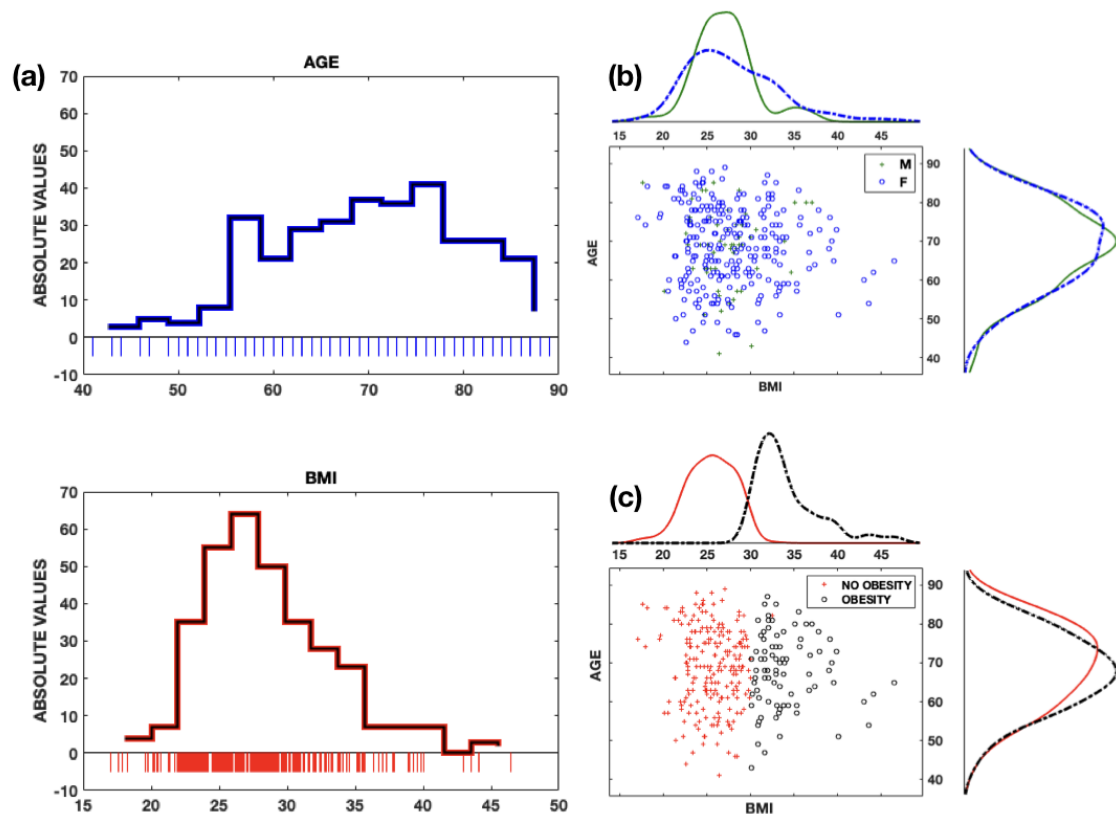 (a)
AGE
ABSOLUTE VALUES
70
60
50
40
30
20
10
0
-10
40 50 60 70 80 90
(b)
15 20 25 30 35 40 45
M
F
AGE
90
80
70
60
50
40
BMI
BMI
ABSOLUTE VALUES
70
60
50
40
30
20
10
0
-10
15 20 25 30 35 40 45 50
(c)
15 20 25 30 35 40 45
NO OBESITY
OBESITY
AGE
90
80
70
60
50
40
BMI